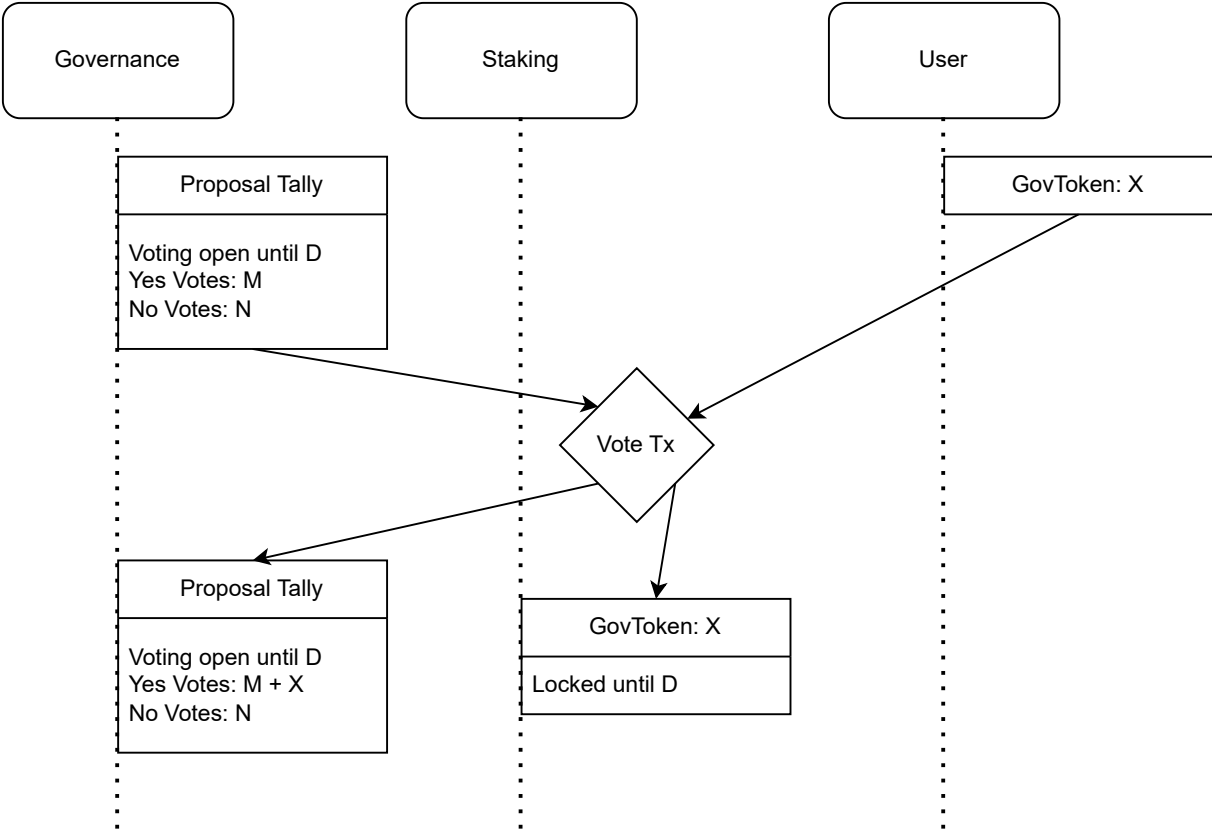 Governance
Staking
User
Proposal Tally
Voting open until D
Yes Votes: M
No Votes: N
GovToken: X
Vote Tx
Proposal Tally
Voting open until D
Yes Votes: M + X
No Votes: N
GovToken: X
Locked until D